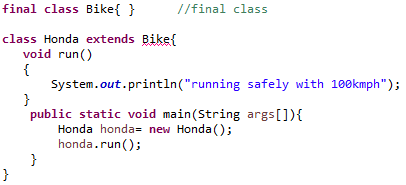 final class Bike{ }      //final class
class Honda extends Bike{
void run()
{
System.out.println("running safely with 100kmph");
}
public static void main(String args[]){
Honda honda= new Honda();
honda.run();
}
}